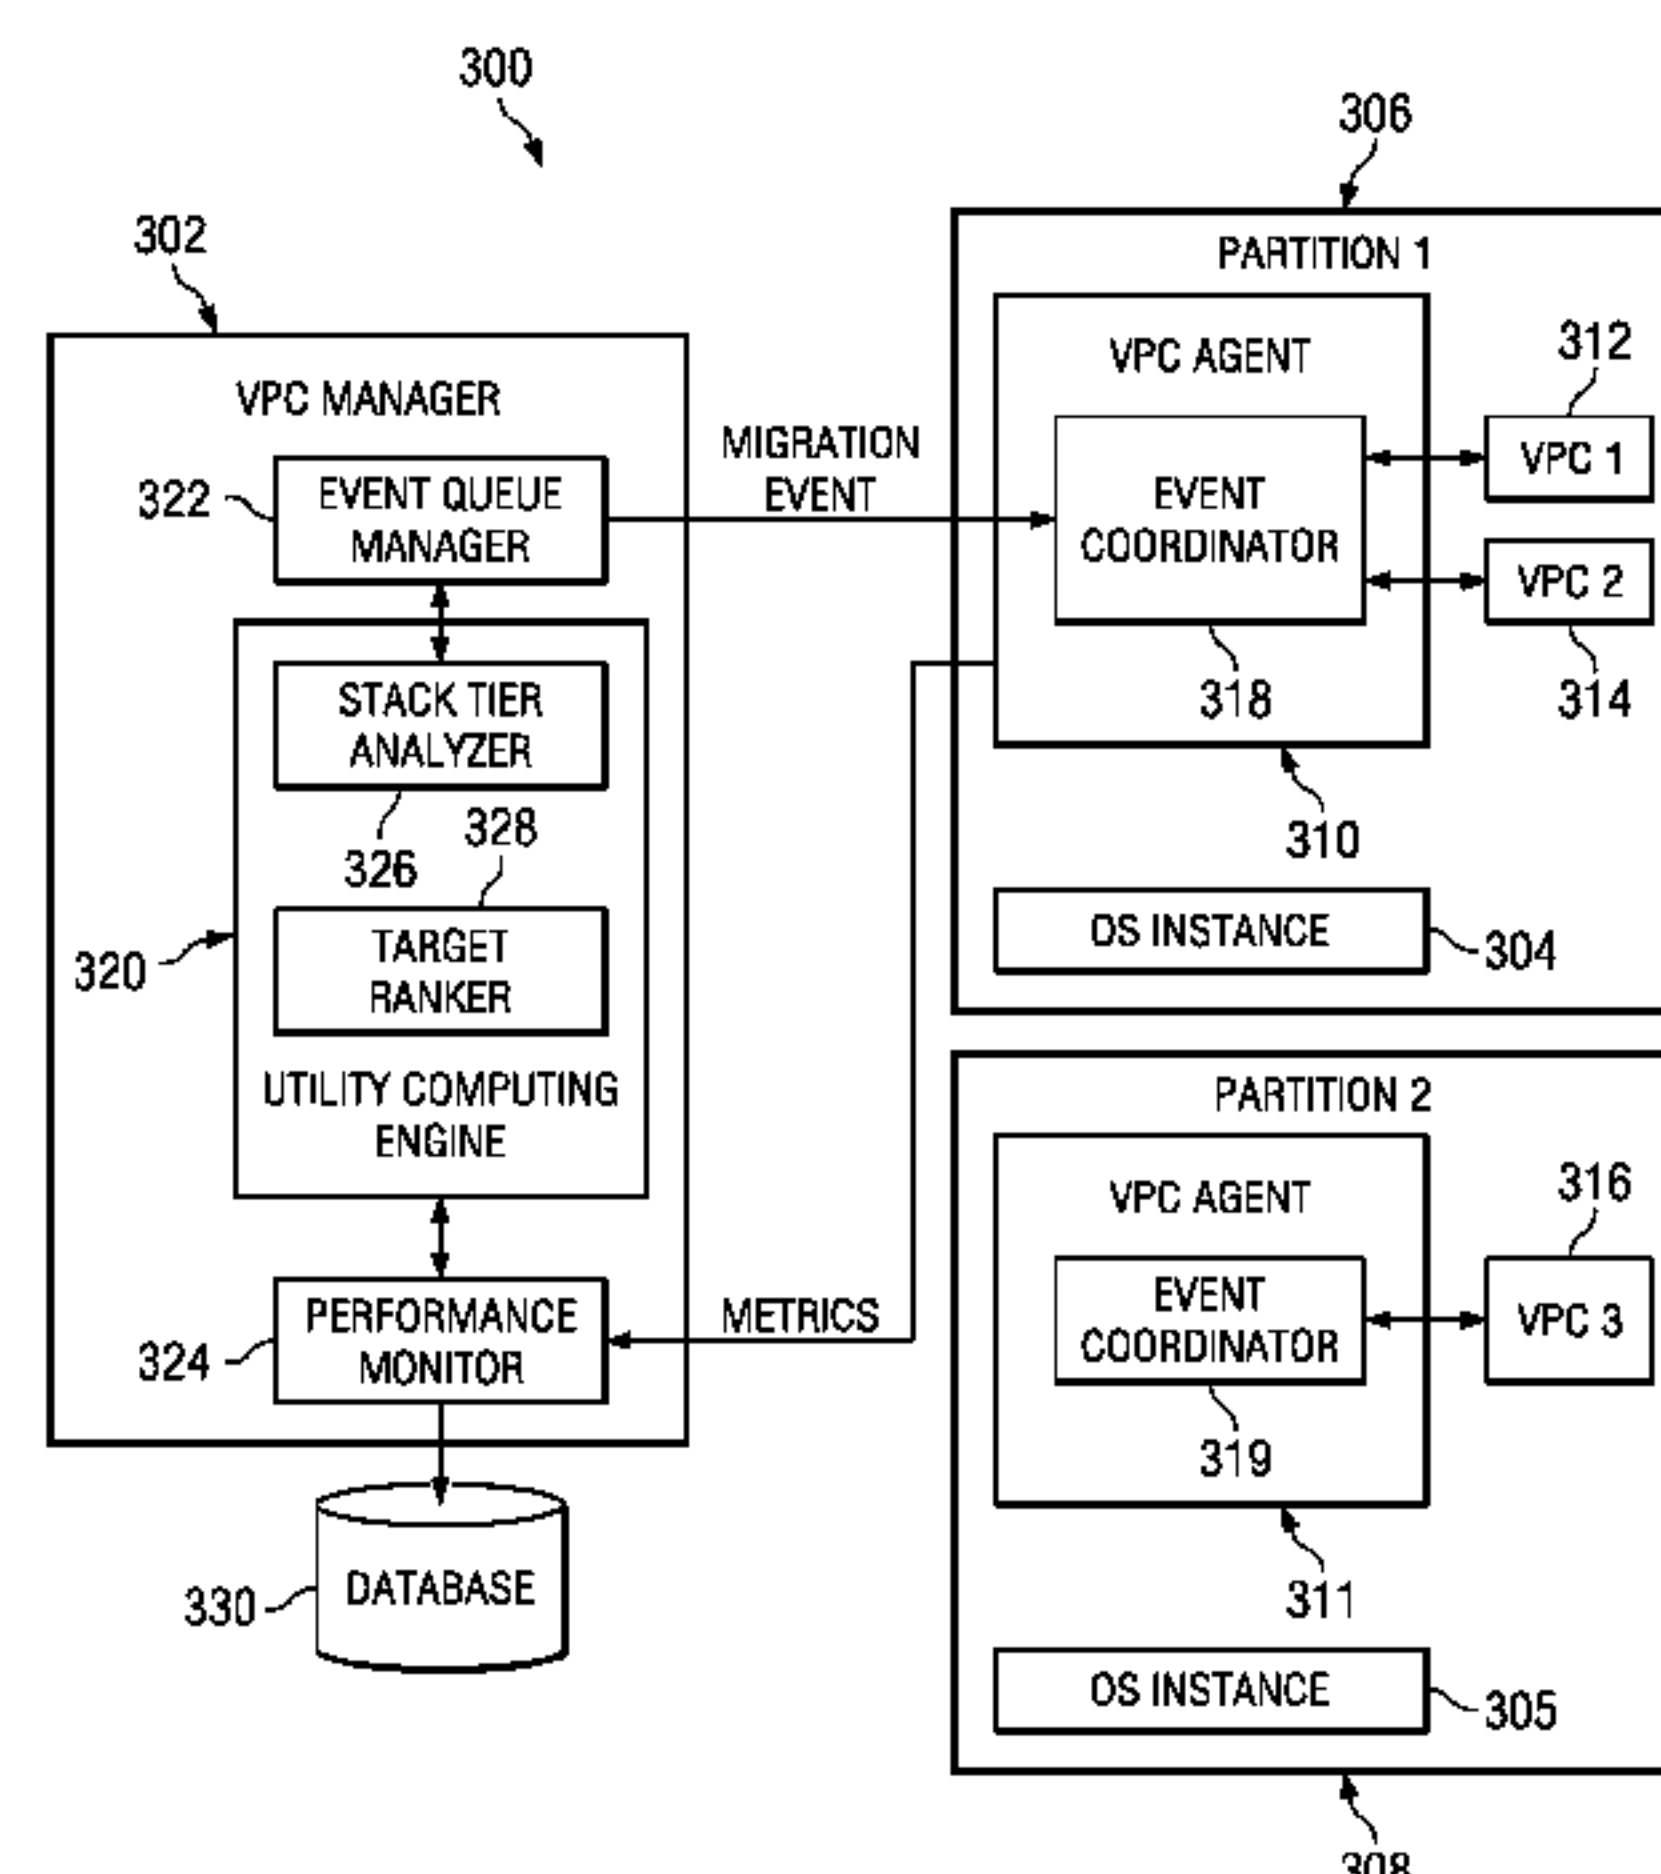 300
306
302
PARTITION 1
VPC AGENT
312
VPC MANAGER
VPC 1
MIGRATION
EVENT
322
EVENT QUEUE
MANAGER
EVENT
COORDINATOR
VPC 2
318
314
STACK TIER
ANALYZER
328
326
310
320
TARGET
RANKER
OS INSTANCE
304
UTILITY COMPUTING
ENGINE
PARTITION 2
VPC AGENT
316
324
PERFORMANCE
MONITOR
METRICS
EVENT
COORDINATOR
VPC 3
319
330
DATABASE
311
OS INSTANCE
305
308